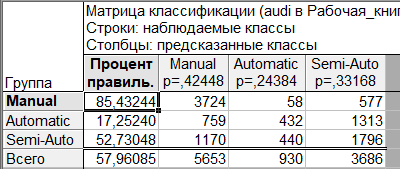 Матрица классификации (audi в Рабочая_кни
Строки: наблюдаемые классы
Столбцы: предсказанные классы
Группа Процент правиль. Manual p=,42448 Automatic p=,24384 Semi-Auto p=,33168
Manual 85,43244 3724 58 577
Automatic 17,25240 759 432 1313
Semi-Auto 52,73048 1170 440 1796
Всего 57,96085 5653 930 3686